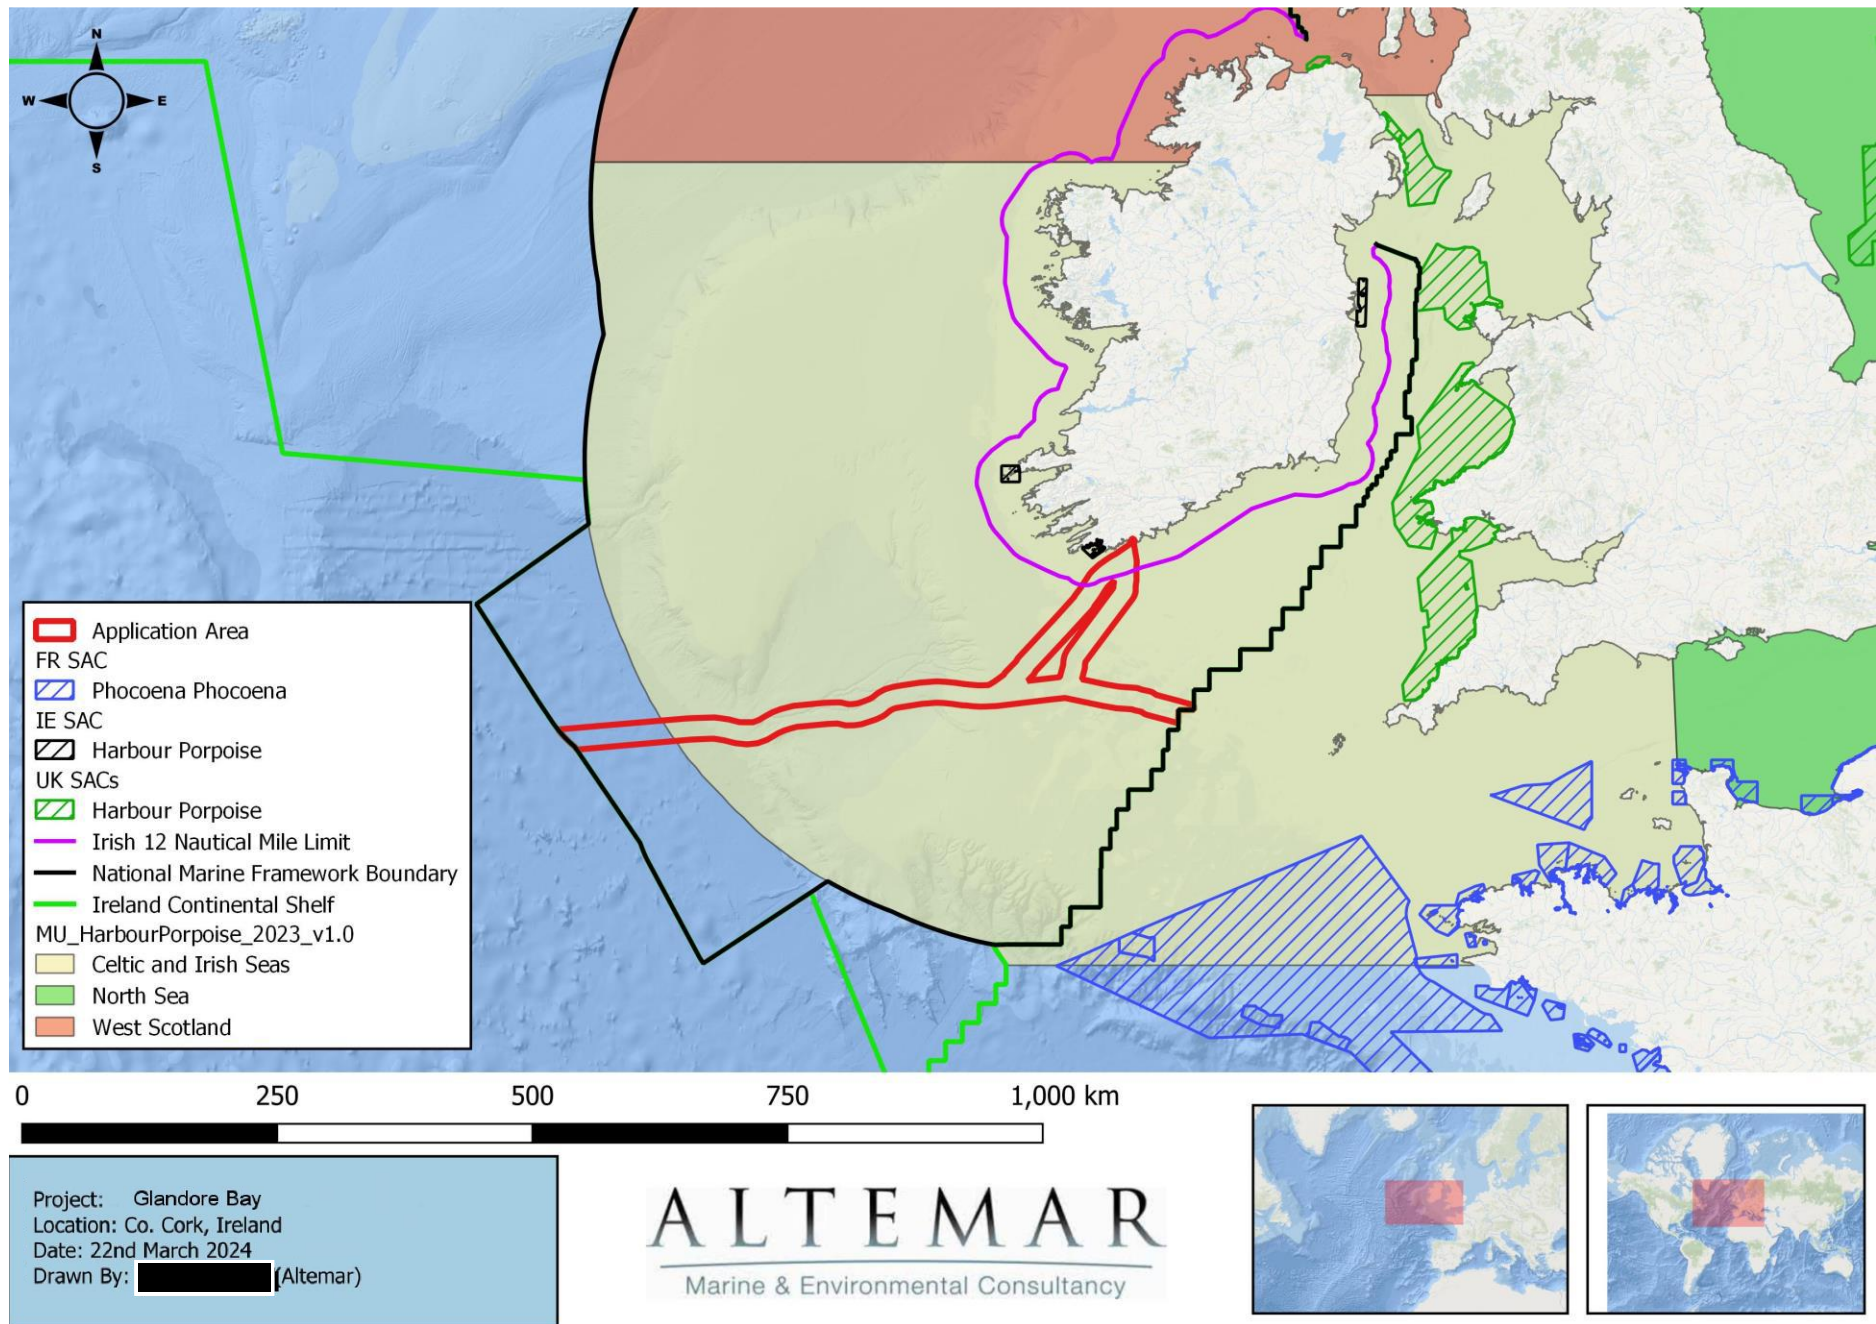 N
W E
S
Application Area
FR SAC
Phocoena Phocoena
IE SAC
Harbour Porpoise
UK SACs
Harbour Porpoise
Irish 12 Nautical Mile Limit
National Marine Framework Boundary
Ireland Continental Shelf
MU_HarbourPorpoise_2023_v1.0
Celtic and Irish Seas
North Sea
West Scotland
0 250 500 750 1,000 km
Project: Glandore Bay
Location: Co. Cork, Ireland
Date: 22nd March 2024
Drawn By: (Altemar)
ALTEMAR
Marine & Environmental Consultancy